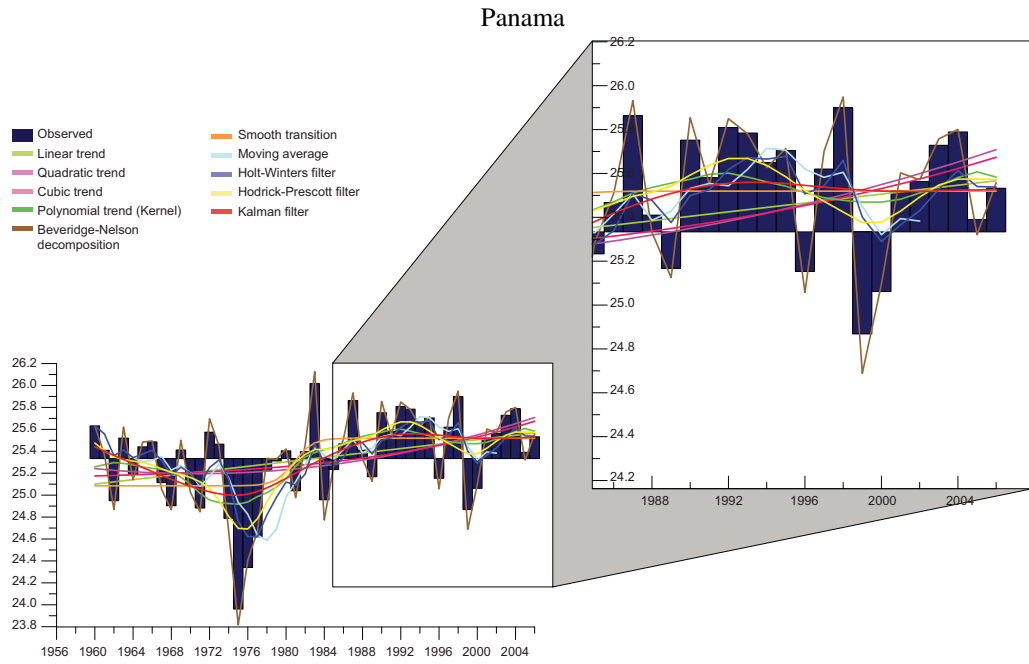 Panama
Observed
Linear trend
Quadratic trend
Cubic trend
Polynomial trend (Kernel)
Beveridge-Nelson
decomposition
Smooth transition
Moving average
Holt-Winters filter
Hodrick-Prescott filter
Kalman filter
26.2
26.0
25.2
25.0
24.8
24.6
24.4
24.2
1988 1992 1996 2000 2004
26.2
26.0
25.8
25.6
25.4
25.2
25.0
24.8
24.6
24.4
24.2
24.0
23.8
1956 1960 1964 1968 1972 1976 1980 1984 1988 1992 1996 2000 2004